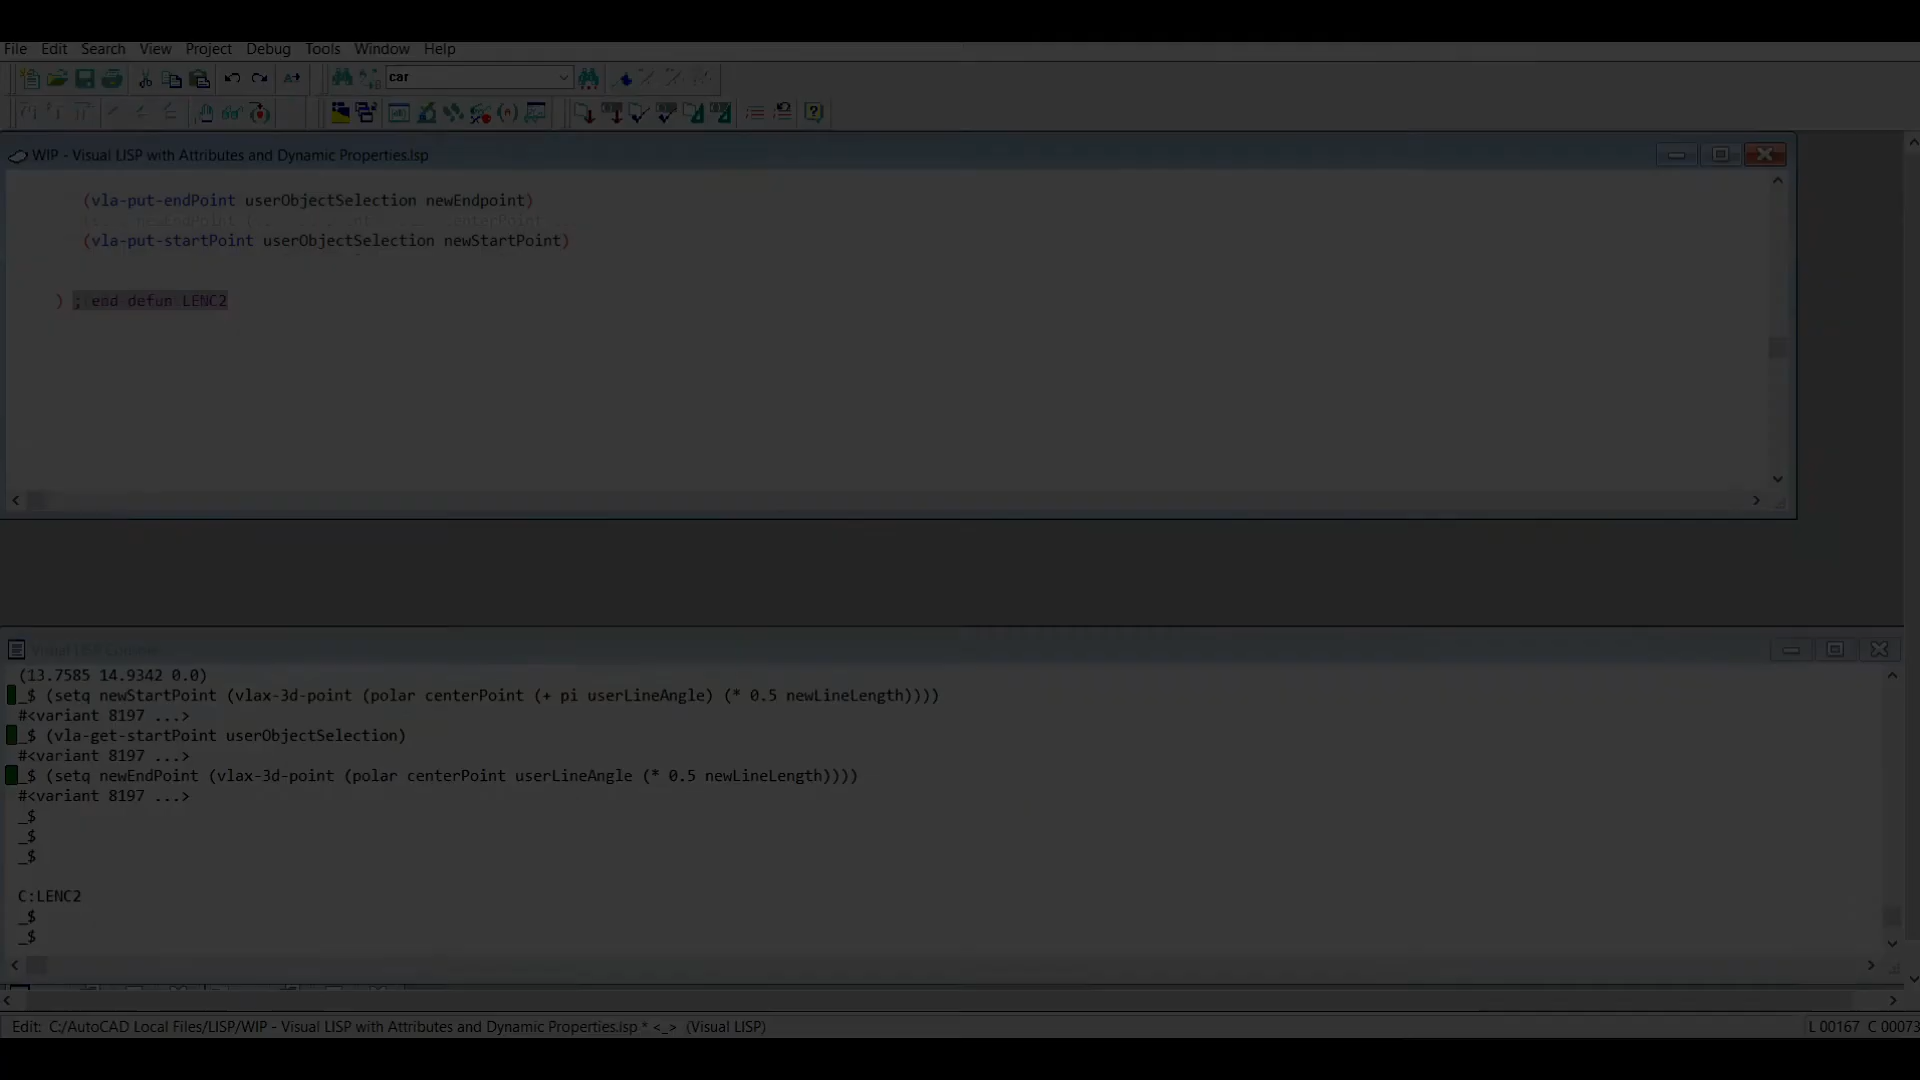 File Edit Search View Project Debug Tools Window Help
car
WIP - Visual LISP with Attributes and Dynamic Properties.lsp
(vla-put-endPoint userObjectSelection newEndpoint)
newEndPoint
(vla-put-startPoint userObjectSelection newStartPoint)
) ; end defun LENC2
Visual LISP Console
(13.7585 14.9342 0.0)
_$ (setq newStartPoint (vlax-3d-point (polar centerPoint (+ pi userLineAngle) (* 0.5 newLineLength))))
#<variant 8197 ...>
_$ (vla-get-startPoint userObjectSelection)
#<variant 8197 ...>
_$ (setq newEndPoint (vlax-3d-point (polar centerPoint userLineAngle (* 0.5 newLineLength))))
#<variant 8197 ...>
_$
_$
_$
C:LENC2
_$
_$
Edit: C:/AutoCAD Local Files/LISP/WIP - Visual LISP with Attributes and Dynamic Properties.lsp * <_> (Visual LISP)
L 00167 C 00073